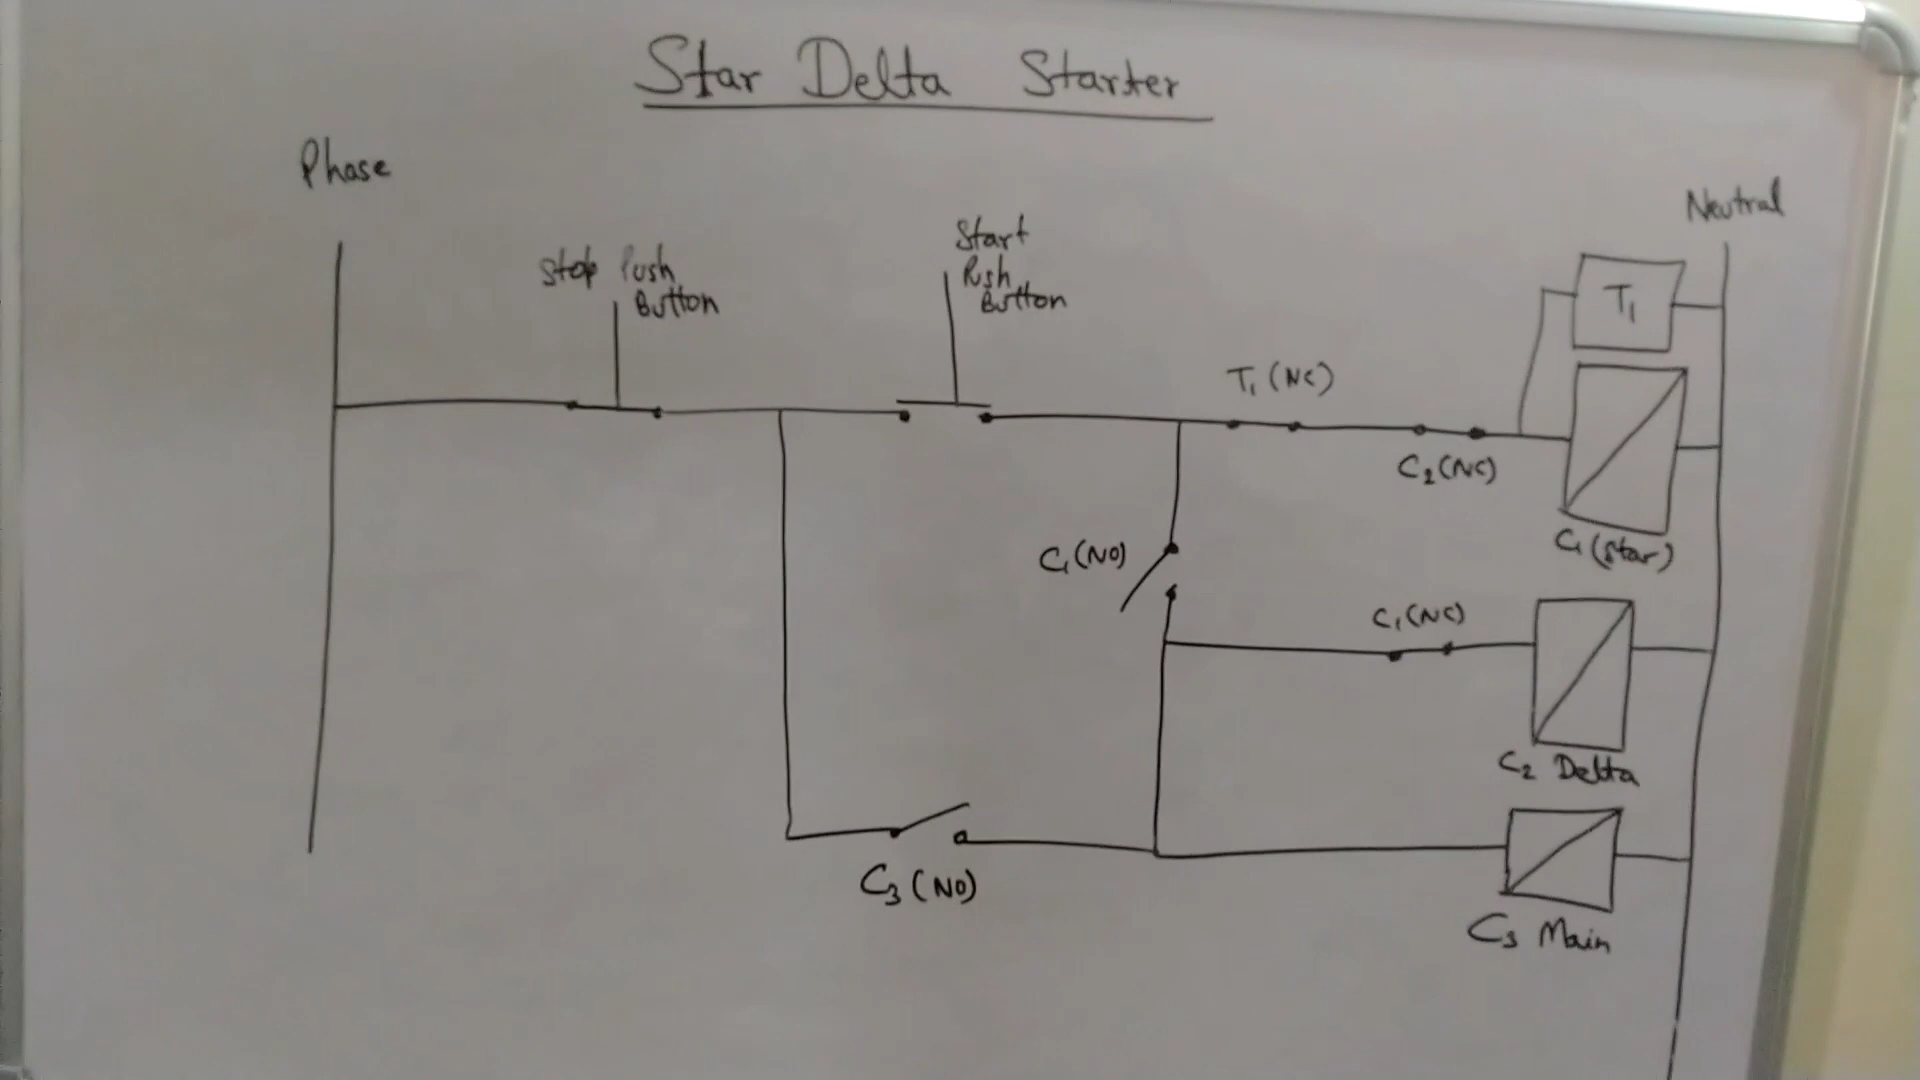 Star Delta Starter
Phase
Neutral
Stop Push
Button
Start
Push
Button
T1
T1 (NC)
C2 (NC)
C1 (Star)
C1 (NO)
C1 (NC)
C2 Delta
C3 (NO)
C3 Main